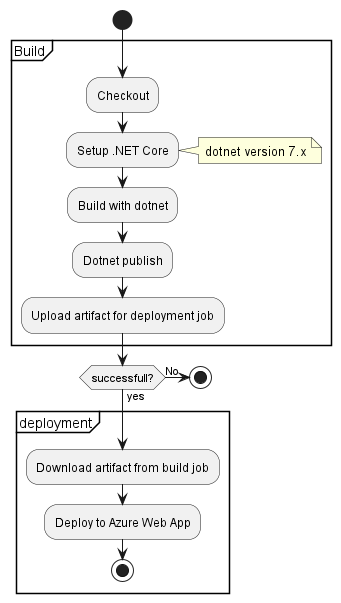 Build
Checkout
Setup .NET Core
dotnet version 7.x
Build with dotnet
Dotnet publish
Upload artifact for deployment job
successfull?
No
yes
deployment
Download artifact from build job
Deploy to Azure Web App